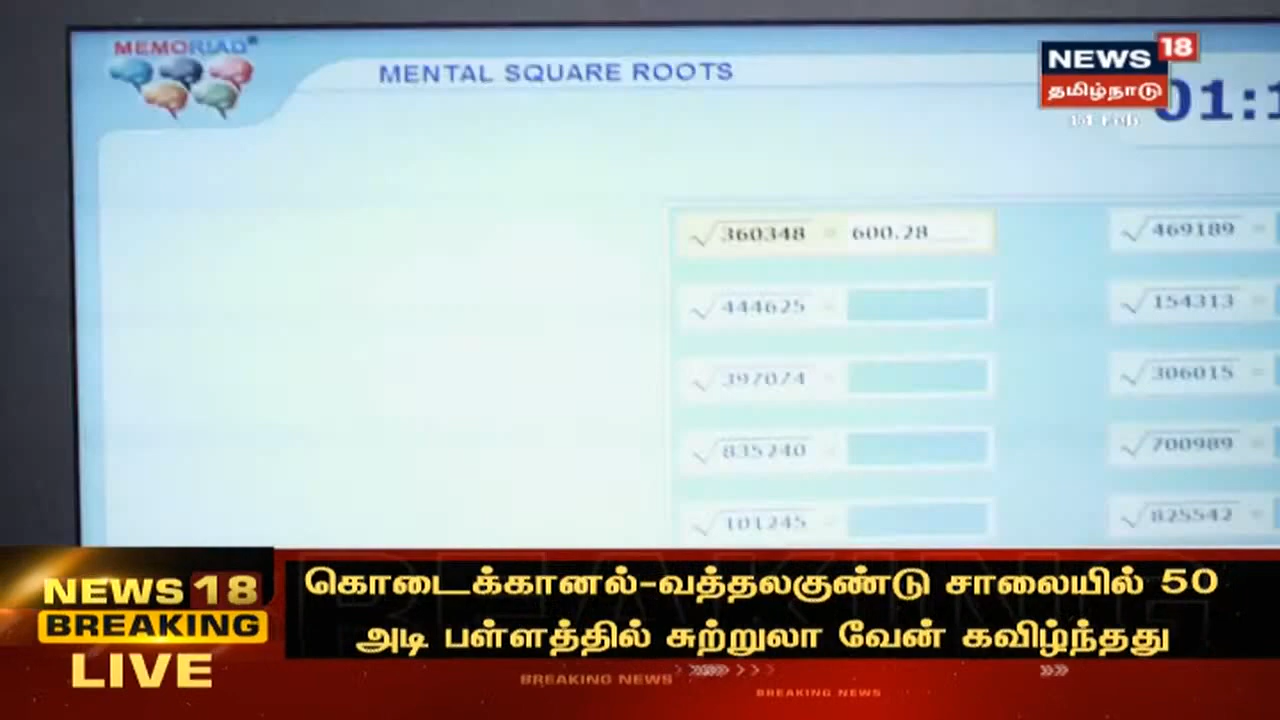 MEMORIAD
MENTAL SQUARE ROOTS
NEWS 18
தமிழ்நாடு
01:1
√360348 = 600.28
√469189 =
√444625 =
√154313 =
√397074 =
√306015 =
√835240 =
√700989 =
√101245 =
√825542 =
NEWS 18
BREAKING
LIVE
கொடைக்கானல்-வத்தலகுண்டு சாலையில் 50
அடி பள்ளத்தில் சுற்றுலா வேன் கவிழ்ந்தது
BREAKING NEWS
BREAKING NEWS